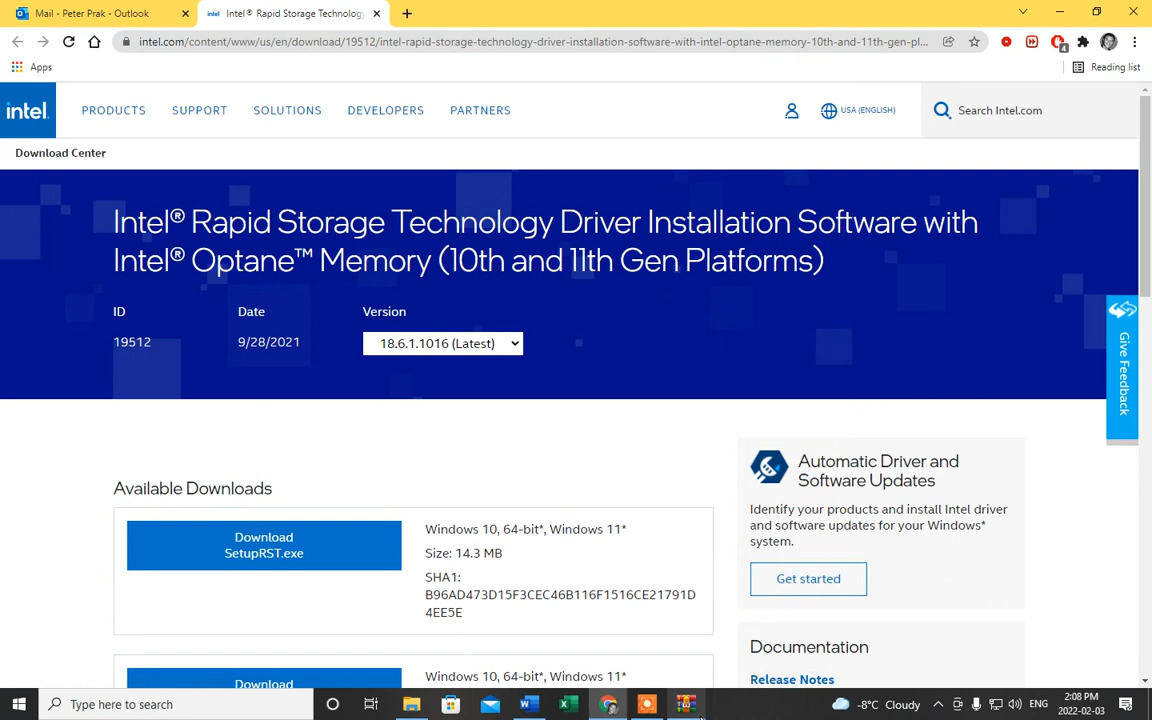 Mail - Peter Prak - Outlook
intel Intel® Rapid Storage Technology
intel.com/content/www/us/en/download/19512/intel-rapid-storage-technology-driver-installation-software-with-intel-optane-memory-10th-and-11th-gen-pl...
4
Apps
Reading list
intel.
PRODUCTS SUPPORT SOLUTIONS DEVELOPERS PARTNERS
USA (ENGLISH)
Search Intel.com
Download Center
Intel® Rapid Storage Technology Driver Installation Software with
Intel® Optane™ Memory (10th and 11th Gen Platforms)
ID Date Version
19512 9/28/2021 18.6.1.1016 (Latest)
Give Feedback
Available Downloads
Download
SetupRST.exe
Windows 10, 64-bit*, Windows 11*
Size: 14.3 MB
SHA1:
B96AD473D15F3CEC46B116F1516CE21791D
4EE5E
Download
Windows 10, 64-bit*, Windows 11*
Automatic Driver and
Software Updates
Identify your products and install Intel driver
and software updates for your Windows*
system.
Get started
Documentation
Release Notes
Type here to search
-8°C Cloudy
ENG
2:08 PM
2022-02-03